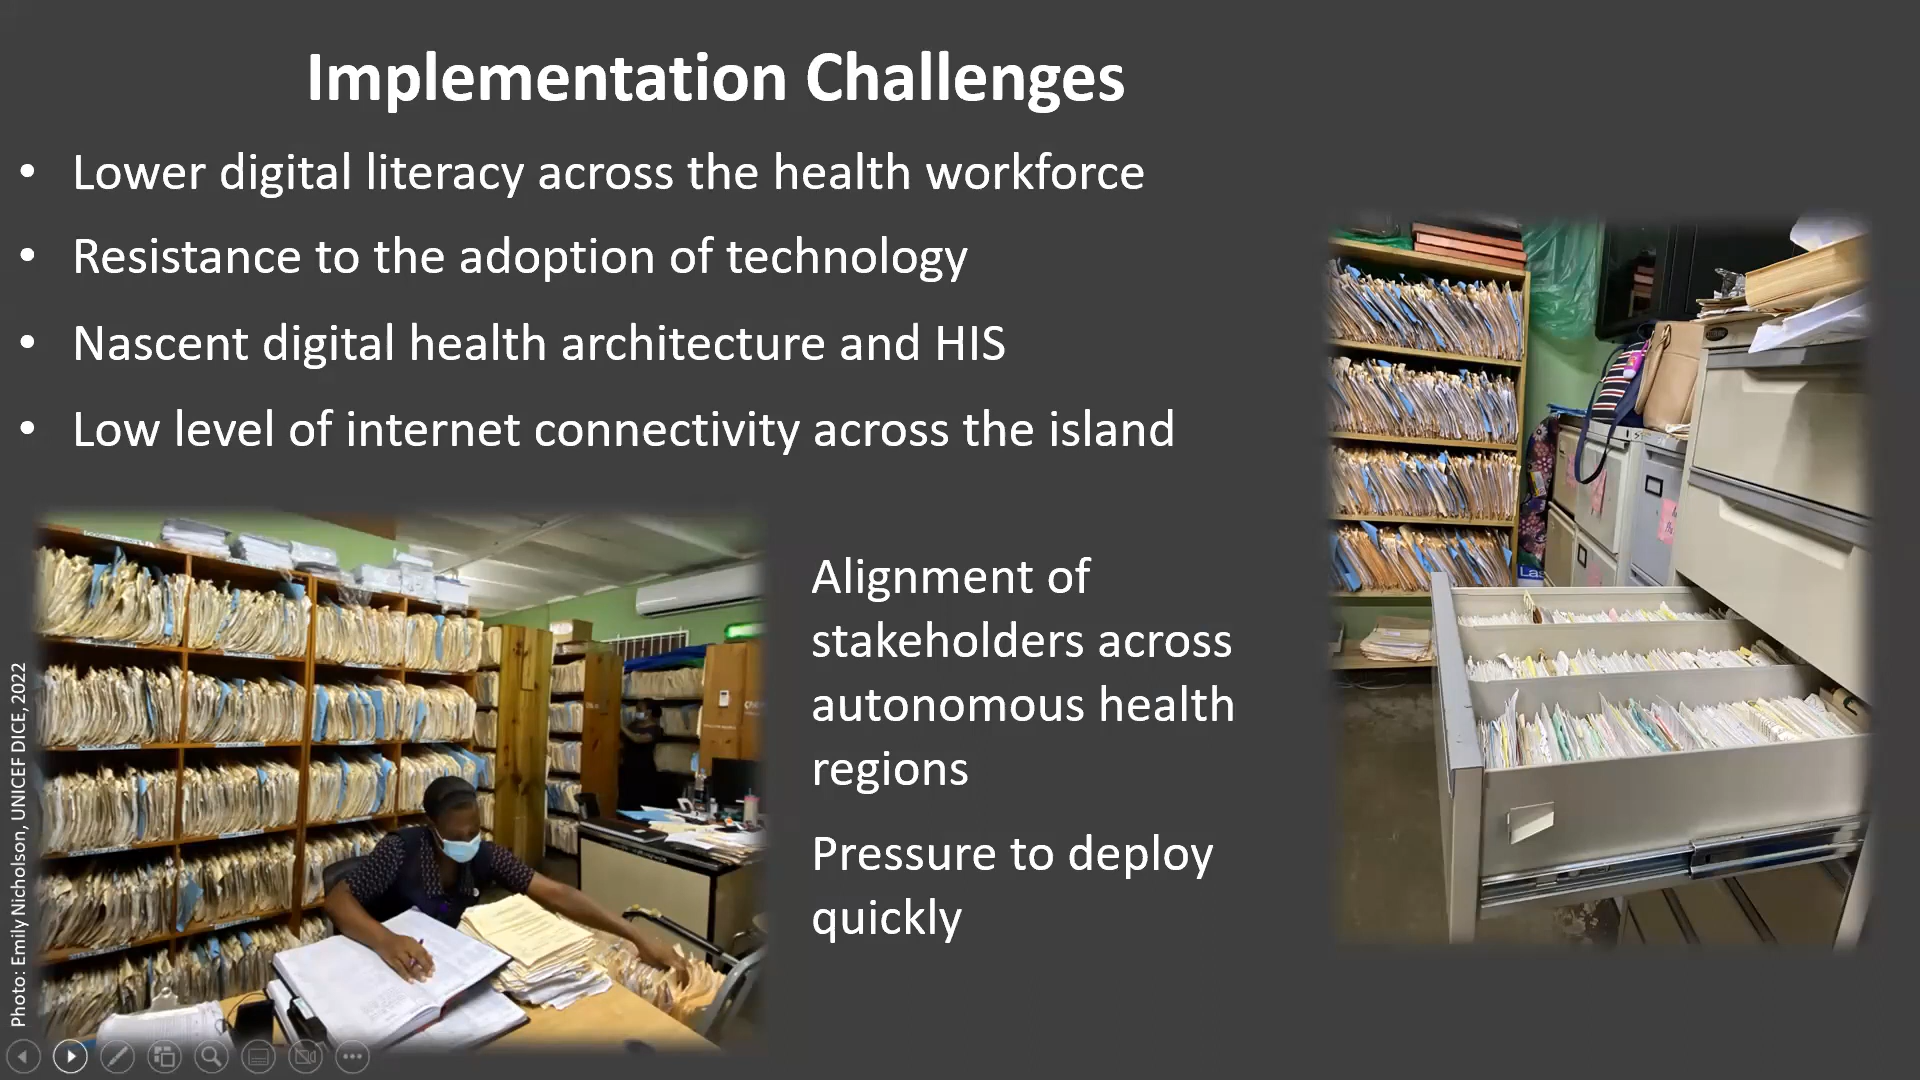 Implementation Challenges
• Lower digital literacy across the health workforce
• Resistance to the adoption of technology
• Nascent digital health architecture and HIS
• Low level of internet connectivity across the island
Alignment of
stakeholders across
autonomous health
regions
Pressure to deploy
quickly
Photo: Emily Nicholson, UNICEF DICE, 2022